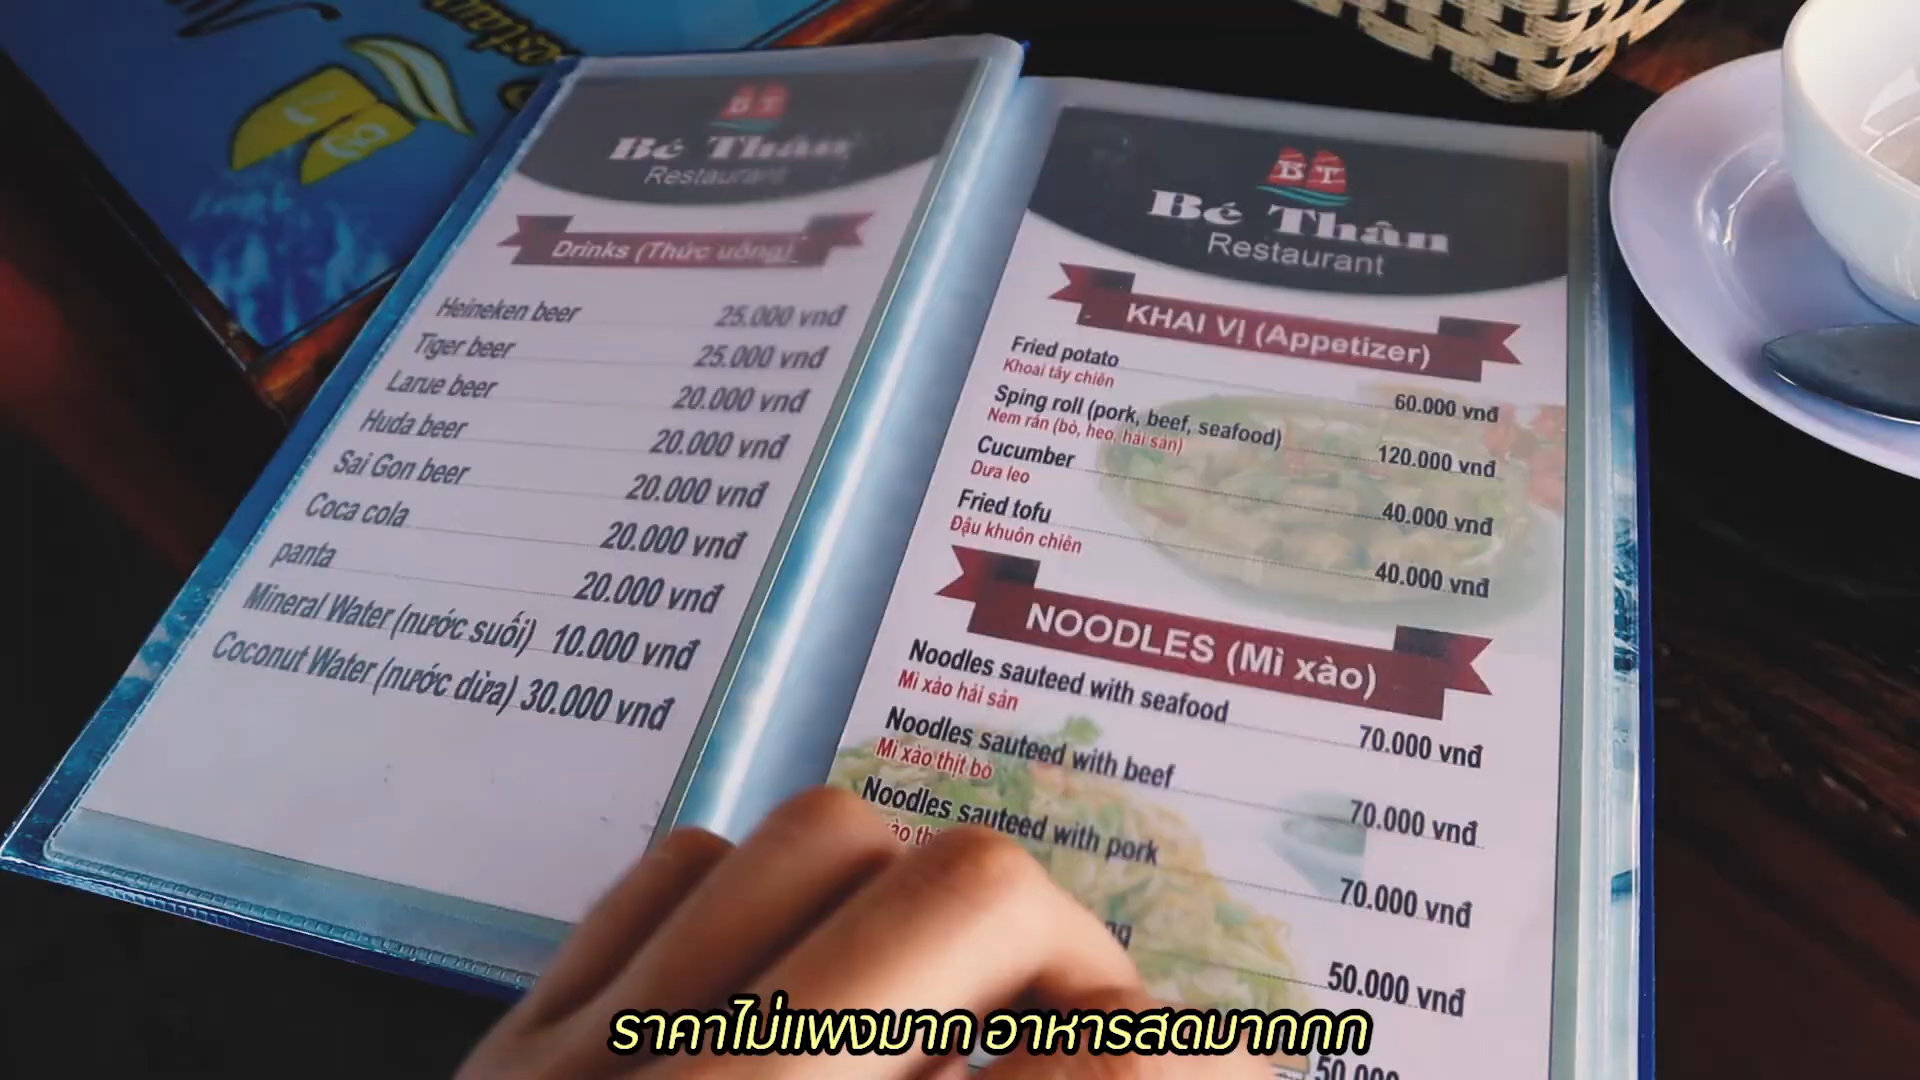 BT
Bé Thân
Restaurant
Drinks (Thức uống)
Heineken beer 25.000 vnđ
Tiger beer 25.000 vnđ
Larue beer 20.000 vnđ
Huda beer 20.000 vnđ
Sai Gon beer 20.000 vnđ
Coca cola 20.000 vnđ
panta 20.000 vnđ
Mineral Water (nước suối) 10.000 vnđ
Coconut Water (nước dừa) 30.000 vnđ
BT
Bé Thân
Restaurant
KHAI VỊ (Appetizer)
Fried potato 60.000 vnđ
Khoai tây chiên
Sping roll (pork, beef, seafood) 120.000 vnđ
Nem rán (bò, heo, hải sản)
Cucumber 40.000 vnđ
Dưa leo
Fried tofu 40.000 vnđ
Đậu khuôn chiên
NOODLES (Mì xào)
Noodles sauteed with seafood 70.000 vnđ
Mì xào hải sản
Noodles sauteed with beef 70.000 vnđ
Mì xào thịt bò
Noodles sauteed with pork 70.000 vnđ
50.000 vnđ
50.000
ราคาไม่แพงมาก อาหารสดมากกก